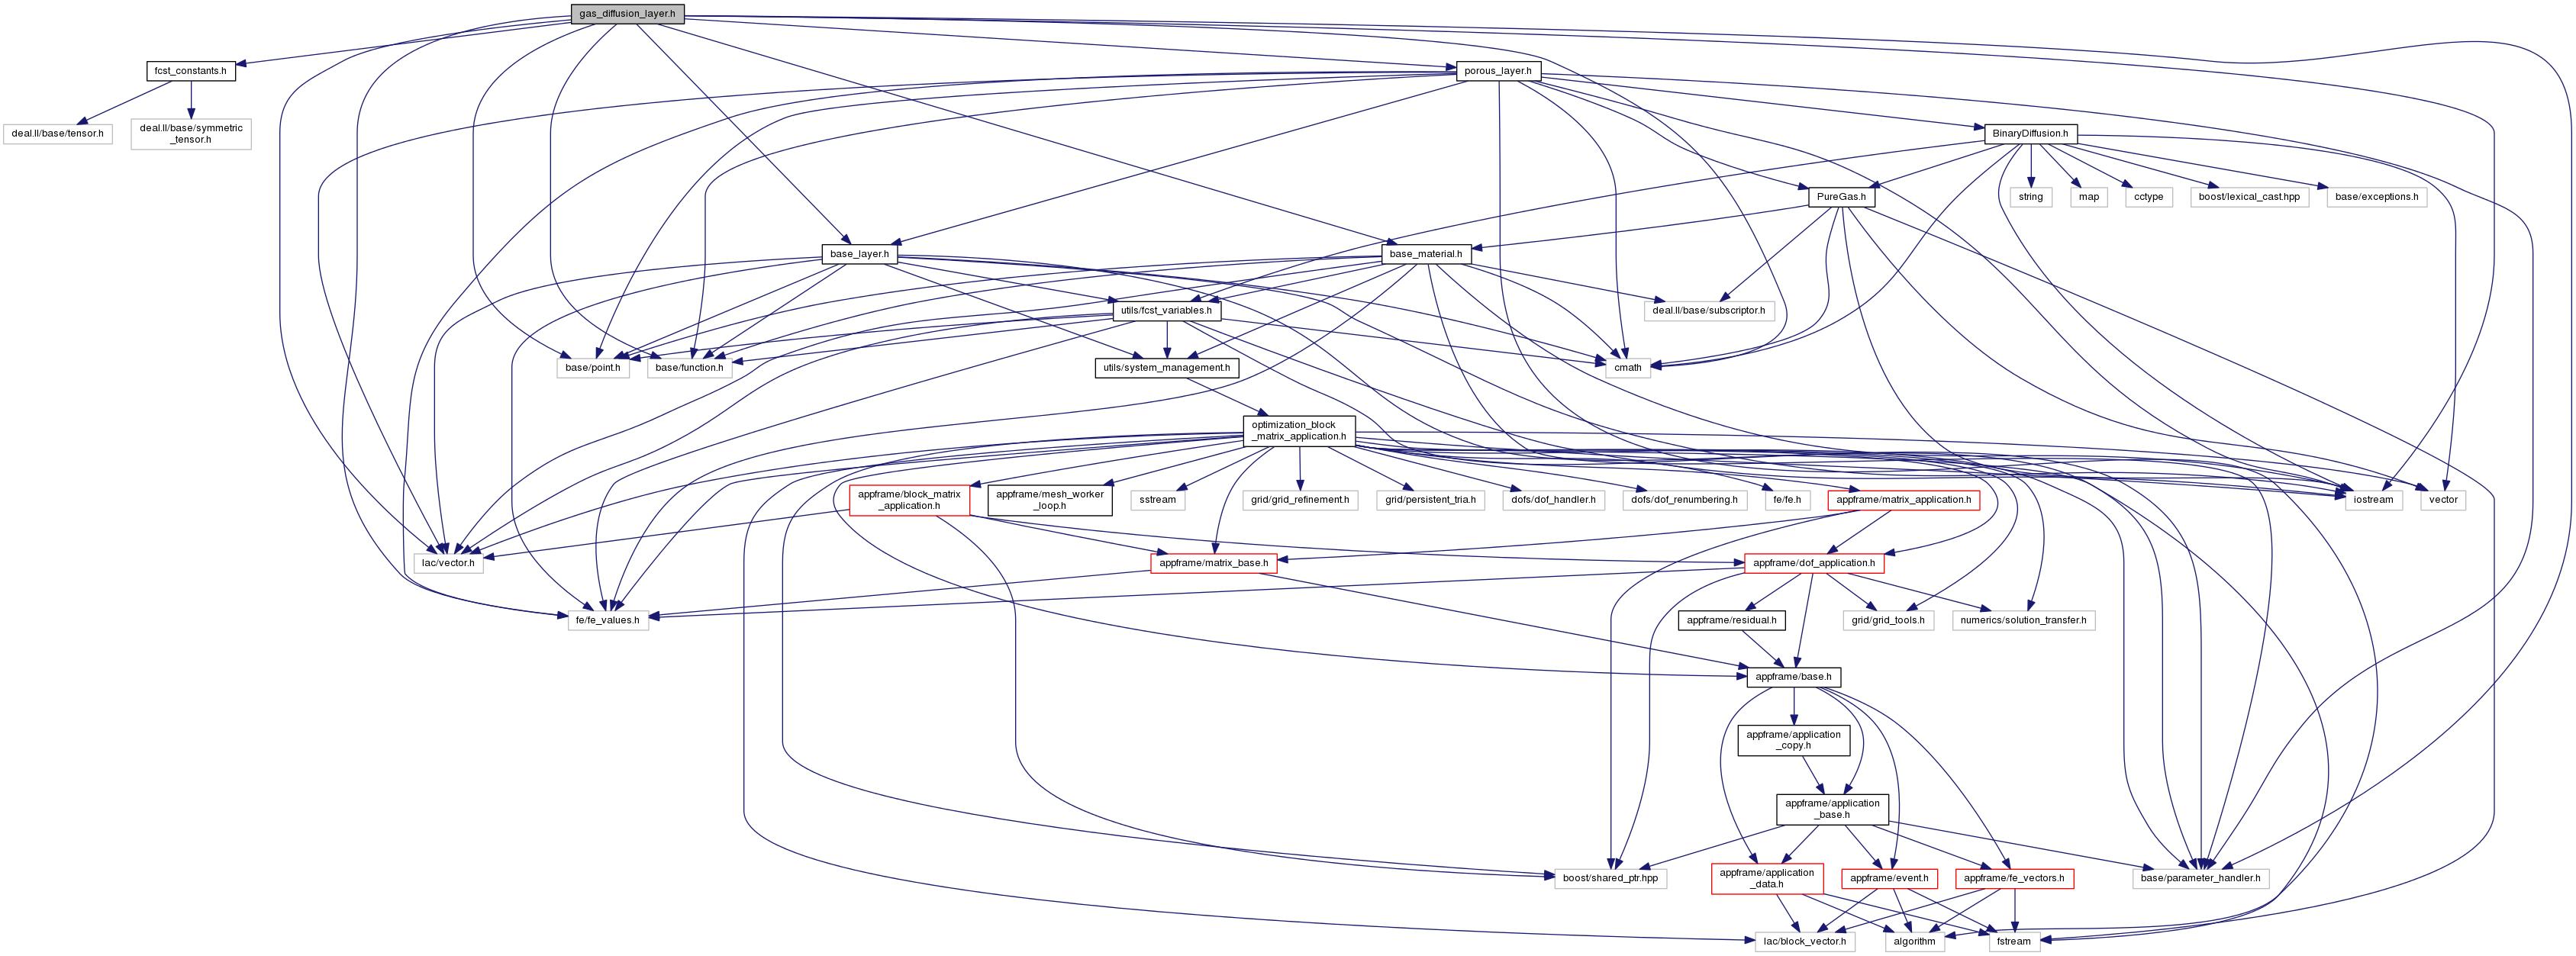 gas_diffusion_layer.h
fcst_constants.h
porous_layer.h
deal.II/base/tensor.h
deal.II/base/symmetric
_tensor.h
BinaryDiffusion.h
PureGas.h
string
map
cctype
boost/lexical_cast.hpp
base/exceptions.h
base_layer.h
base_material.h
utils/fcst_variables.h
deal.II/base/subscriptor.h
base/point.h
base/function.h
utils/system_management.h
cmath
optimization_block
_matrix_application.h
appframe/block_matrix
_application.h
appframe/mesh_worker
_loop.h
sstream
grid/grid_refinement.h
grid/persistent_tria.h
dofs/dof_handler.h
dofs/dof_renumbering.h
fe/fe.h
appframe/matrix_application.h
iostream
vector
lac/vector.h
appframe/matrix_base.h
appframe/dof_application.h
fe/fe_values.h
appframe/residual.h
grid/grid_tools.h
numerics/solution_transfer.h
appframe/base.h
appframe/application
_copy.h
appframe/application
_base.h
boost/shared_ptr.hpp
appframe/application
_data.h
appframe/event.h
appframe/fe_vectors.h
base/parameter_handler.h
lac/block_vector.h
algorithm
fstream